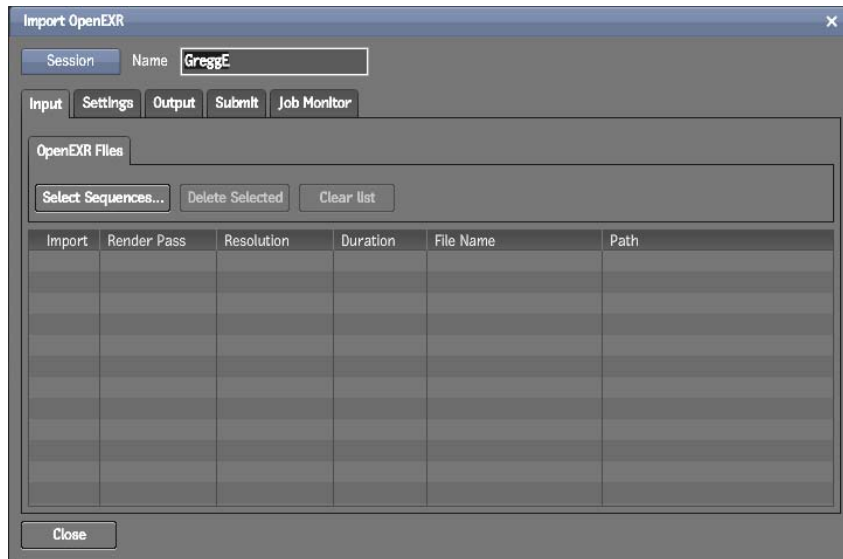 Import OpenEXR
Session Name GreggE
Input Settings Output Submit Job Monitor
OpenEXR Files
Select Sequences... Delete Selected Clear list
Import Render Pass Resolution Duration File Name Path
Close